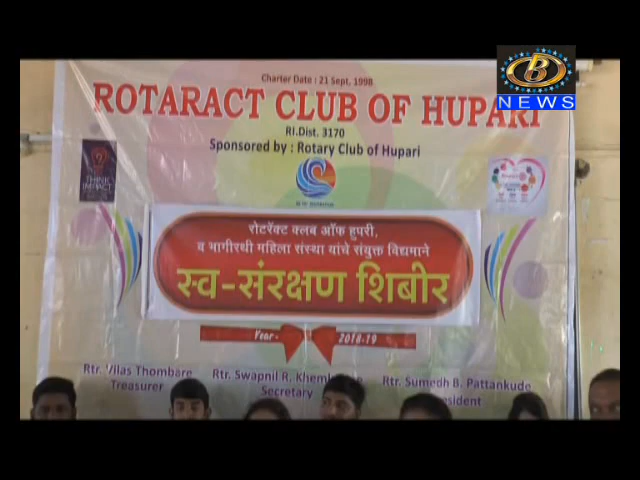 B
NEWS
Charter Date : 21 Sept. 1998
ROTARACT CLUB OF HUPARI
RI.Dist. 3170
Sponsored by : Rotary Club of Hupari
THINK
IMPACT
रोटरॅक्ट क्लब ऑफ हुपरी,
व भागीरथी महिला संस्था यांचे संयुक्त विद्यमाने
स्व-संरक्षण शिबीर
Year- 2018-19
Rtr. Vilas Thombare
Treasurer
Rtr. Swapnil R.
Secretary
Rtr. Sumedh B. Pattankude